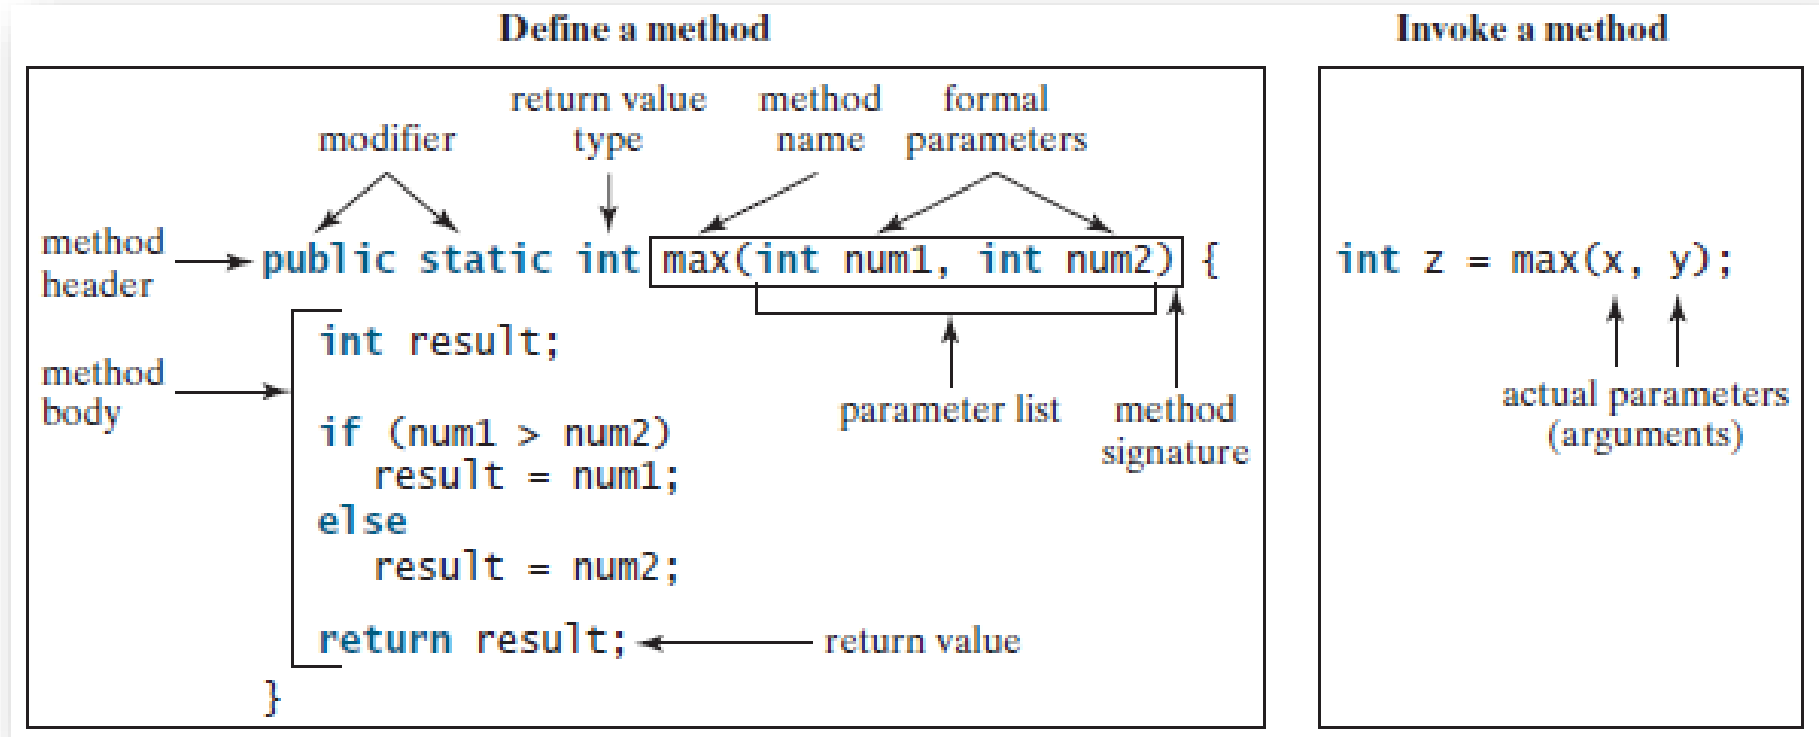 Define a method
Invoke a method
return value
type
method
name
formal
parameters
modifier
method
header
public static int max(int num1, int num2) {
int result;
method
body
parameter list
method
signature
if (num1 > num2)
result = num1;
else
result = num2;
return result;
return value
}
int z = max(x, y);
actual parameters
(arguments)